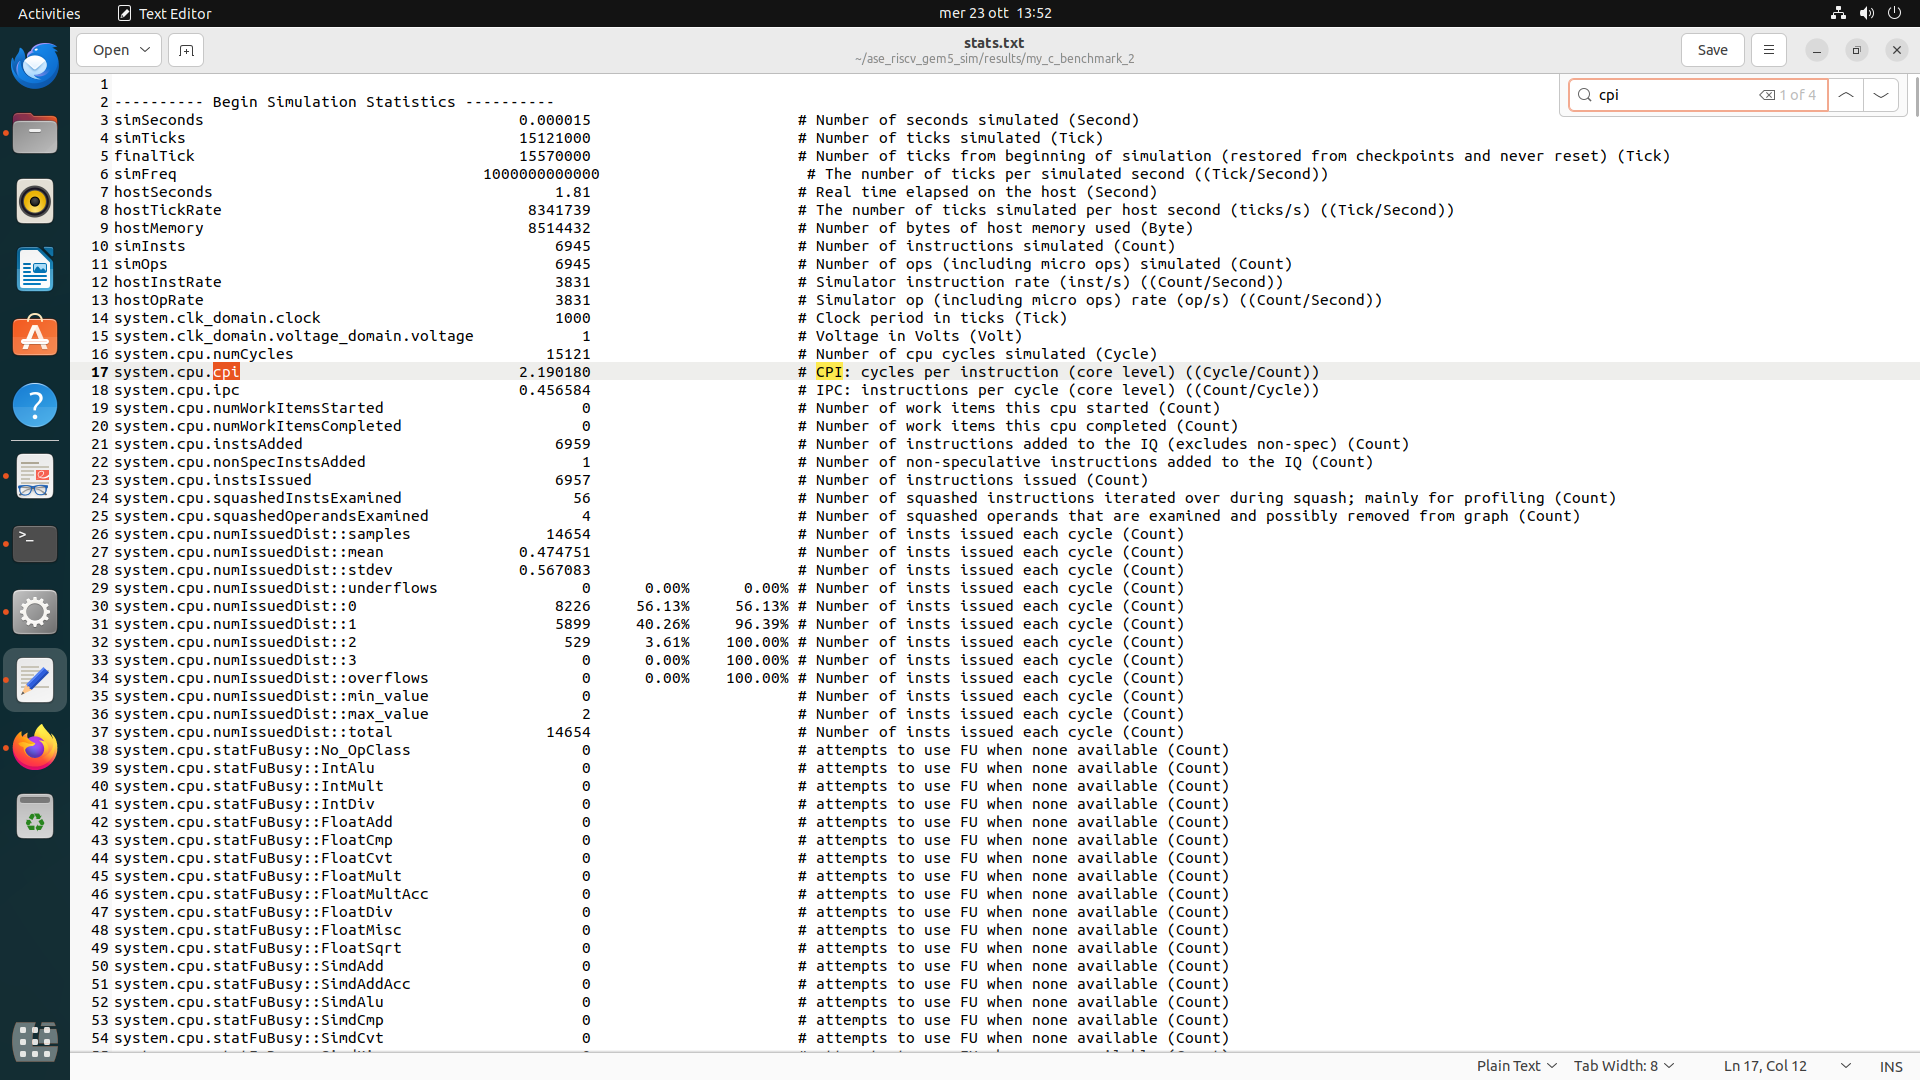 Activities Text Editor mer 23 ott 13:52
Open stats.txt Save
~/ase_riscv_gem5_sim/results/my_c_benchmark_2
cpi 1 of 4
1
2 ---------- Begin Simulation Statistics ----------
3 simSeconds 0.000015 # Number of seconds simulated (Second)
4 simTicks 15121000 # Number of ticks simulated (Tick)
5 finalTick 15570000 # Number of ticks from beginning of simulation (restored from checkpoints and never reset) (Tick)
6 simFreq 1000000000000 # The number of ticks per simulated second ((Tick/Second))
7 hostSeconds 1.81 # Real time elapsed on the host (Second)
8 hostTickRate 8341739 # The number of ticks simulated per host second (ticks/s) ((Tick/Second))
9 hostMemory 8514432 # Number of bytes of host memory used (Byte)
10 simInsts 6945 # Number of instructions simulated (Count)
11 simOps 6945 # Number of ops (including micro ops) simulated (Count)
12 hostInstRate 3831 # Simulator instruction rate (inst/s) ((Count/Second))
13 hostOpRate 3831 # Simulator op (including micro ops) rate (op/s) ((Count/Second))
14 system.clk_domain.clock 1000 # Clock period in ticks (Tick)
15 system.clk_domain.voltage_domain.voltage 1 # Voltage in Volts (Volt)
16 system.cpu.numCycles 15121 # Number of cpu cycles simulated (Cycle)
17 system.cpu.cpi 2.190180 # CPI: cycles per instruction (core level) ((Cycle/Count))
18 system.cpu.ipc 0.456584 # IPC: instructions per cycle (core level) ((Count/Cycle))
19 system.cpu.numWorkItemsStarted 0 # Number of work items this cpu started (Count)
20 system.cpu.numWorkItemsCompleted 0 # Number of work items this cpu completed (Count)
21 system.cpu.instsAdded 6959 # Number of instructions added to the IQ (excludes non-spec) (Count)
22 system.cpu.nonSpecInstsAdded 1 # Number of non-speculative instructions added to the IQ (Count)
23 system.cpu.instsIssued 6957 # Number of instructions issued (Count)
24 system.cpu.squashedInstsExamined 56 # Number of squashed instructions iterated over during squash; mainly for profiling (Count)
25 system.cpu.squashedOperandsExamined 4 # Number of squashed operands that are examined and possibly removed from graph (Count)
26 system.cpu.numIssuedDist::samples 14654 # Number of insts issued each cycle (Count)
27 system.cpu.numIssuedDist::mean 0.474751 # Number of insts issued each cycle (Count)
28 system.cpu.numIssuedDist::stdev 0.567083 # Number of insts issued each cycle (Count)
29 system.cpu.numIssuedDist::underflows 0 0.00% 0.00% # Number of insts issued each cycle (Count)
30 system.cpu.numIssuedDist::0 8226 56.13% 56.13% # Number of insts issued each cycle (Count)
31 system.cpu.numIssuedDist::1 5899 40.26% 96.39% # Number of insts issued each cycle (Count)
32 system.cpu.numIssuedDist::2 529 3.61% 100.00% # Number of insts issued each cycle (Count)
33 system.cpu.numIssuedDist::3 0 0.00% 100.00% # Number of insts issued each cycle (Count)
34 system.cpu.numIssuedDist::overflows 0 0.00% 100.00% # Number of insts issued each cycle (Count)
35 system.cpu.numIssuedDist::min_value 0 # Number of insts issued each cycle (Count)
36 system.cpu.numIssuedDist::max_value 2 # Number of insts issued each cycle (Count)
37 system.cpu.numIssuedDist::total 14654 # Number of insts issued each cycle (Count)
38 system.cpu.statFuBusy::No_OpClass 0 # attempts to use FU when none available (Count)
39 system.cpu.statFuBusy::IntAlu 0 # attempts to use FU when none available (Count)
40 system.cpu.statFuBusy::IntMult 0 # attempts to use FU when none available (Count)
41 system.cpu.statFuBusy::IntDiv 0 # attempts to use FU when none available (Count)
42 system.cpu.statFuBusy::FloatAdd 0 # attempts to use FU when none available (Count)
43 system.cpu.statFuBusy::FloatCmp 0 # attempts to use FU when none available (Count)
44 system.cpu.statFuBusy::FloatCvt 0 # attempts to use FU when none available (Count)
45 system.cpu.statFuBusy::FloatMult 0 # attempts to use FU when none available (Count)
46 system.cpu.statFuBusy::FloatMultAcc 0 # attempts to use FU when none available (Count)
47 system.cpu.statFuBusy::FloatDiv 0 # attempts to use FU when none available (Count)
48 system.cpu.statFuBusy::FloatMisc 0 # attempts to use FU when none available (Count)
49 system.cpu.statFuBusy::FloatSqrt 0 # attempts to use FU when none available (Count)
50 system.cpu.statFuBusy::SimdAdd 0 # attempts to use FU when none available (Count)
51 system.cpu.statFuBusy::SimdAddAcc 0 # attempts to use FU when none available (Count)
52 system.cpu.statFuBusy::SimdAlu 0 # attempts to use FU when none available (Count)
53 system.cpu.statFuBusy::SimdCmp 0 # attempts to use FU when none available (Count)
54 system.cpu.statFuBusy::SimdCvt 0 # attempts to use FU when none available (Count)
Plain Text Tab Width: 8 Ln 17, Col 12 INS